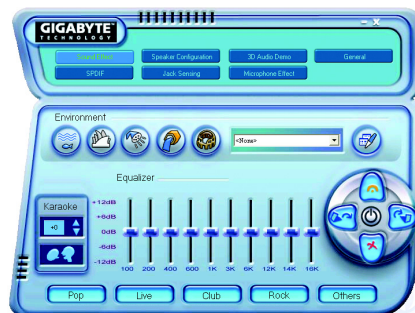 GIGABYTE
TECHNOLOGY
Sound Effect Speaker Configuration 3D Audio Demo General
SPDIF Jack Sensing Microphone Effect
Environment
<None>
Equalizer
Karaoke
+0
+12dB
+6dB
0dB
-6dB
-12dB
100 200 400 600 1K 3K 6K 12K 14K 16K
Pop Live Club Rock Others